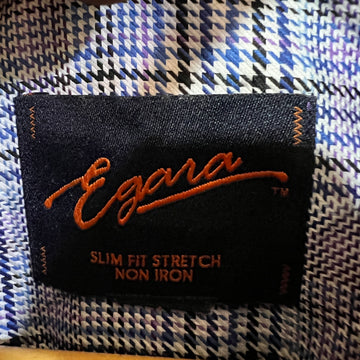 Egara™
SLIM FIT STRETCH
NON IRON